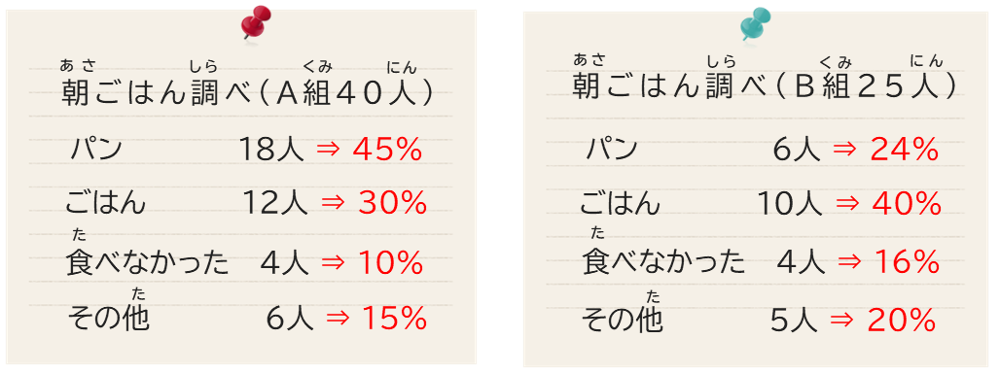 あさ しら くみ にん
朝ごはん調べ(A組40人)
パン 18人 ⇒ 45%
ごはん 12人 ⇒ 30%
た
食べなかった 4人 ⇒ 10%
た
その他 6人 ⇒ 15%
あさ しら くみ にん
朝ごはん調べ(B組25人)
パン 6人 ⇒ 24%
ごはん 10人 ⇒ 40%
た
食べなかった 4人 ⇒ 16%
た
その他 5人 ⇒ 20%